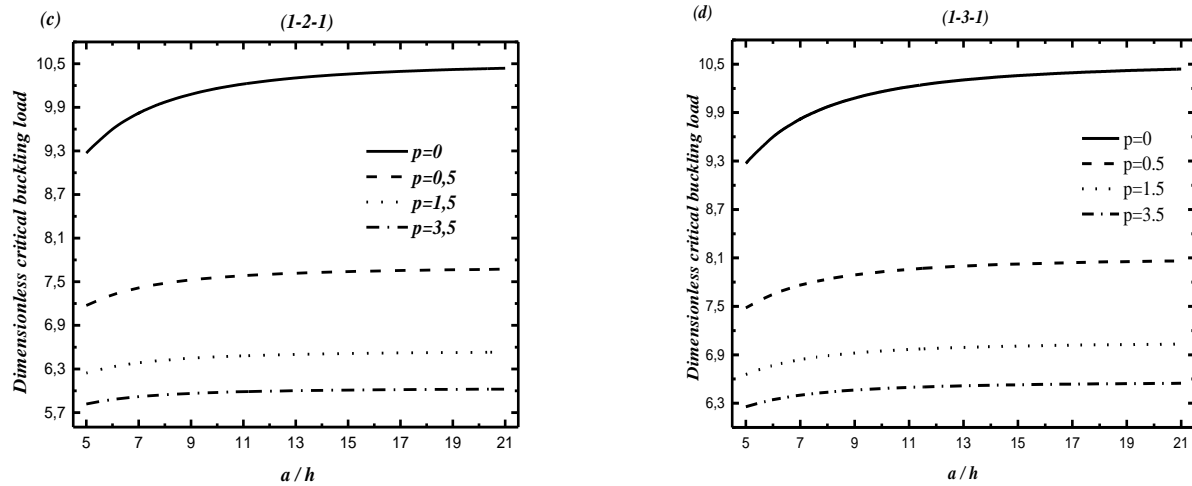 (c)
(1-2-1)
Dimensionless critical buckling load
10,5
9,9
9,3
8,7
8,1
7,5
6,9
6,3
5,7
p=0
p=0,5
p=1,5
p=3,5
5 7 9 11 13 15 17 19 21
a / h
(d)
(1-3-1)
Dimensionless critical buckling load
10,5
9,9
9,3
8,7
8,1
7,5
6,9
6,3
p=0
p=0.5
p=1.5
p=3.5
5 7 9 11 13 15 17 19 21
a / h